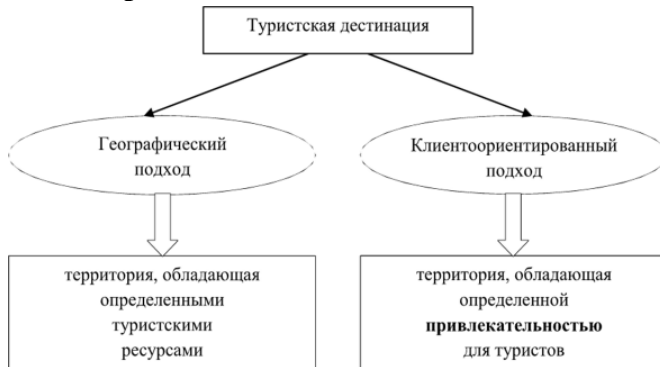 Туристская дестинация
Географический
подход
Клиентоориентированный
подход
территория, обладающая
определенными
туристскими
ресурсами
территория, обладающая
определенной
привлекательностью
для туристов